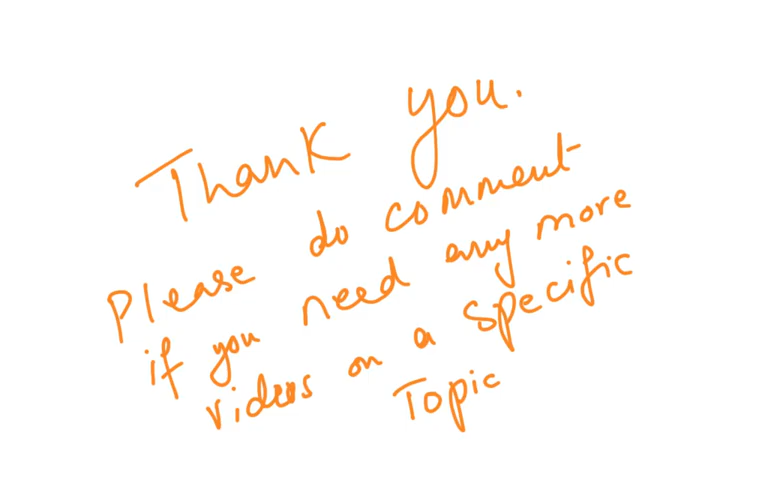 Thank you.
Please do comment
if you need any more
videos on a specific
Topic